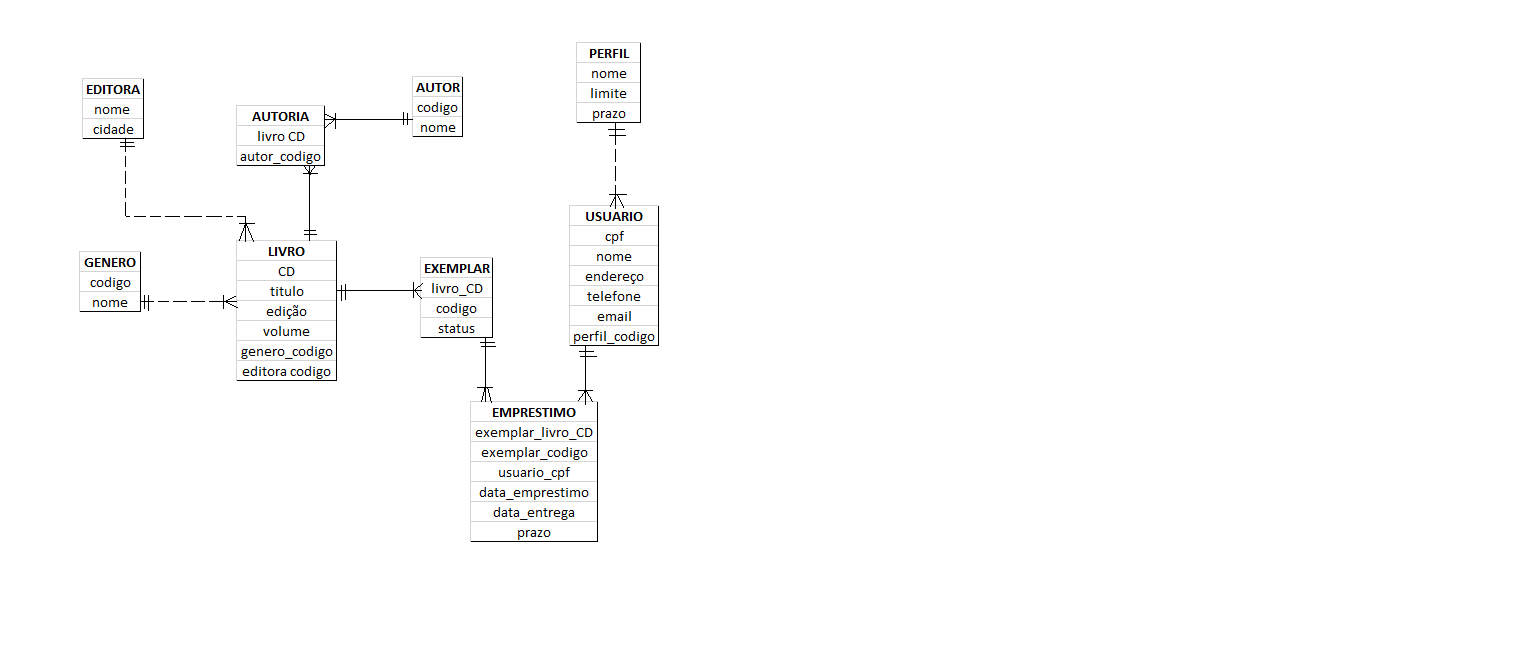 EDITORA
nome
cidade
AUTORIA
livro CD
autor_codigo
AUTOR
codigo
nome
PERFIL
nome
limite
prazo
GENERO
codigo
nome
LIVRO
CD
titulo
edição
volume
genero_codigo
editora codigo
EXEMPLAR
livro_CD
codigo
status
USUARIO
cpf
nome
endereço
telefone
email
perfil_codigo
EMPRESTIMO
exemplar_livro_CD
exemplar_codigo
usuario_cpf
data_emprestimo
data_entrega
prazo